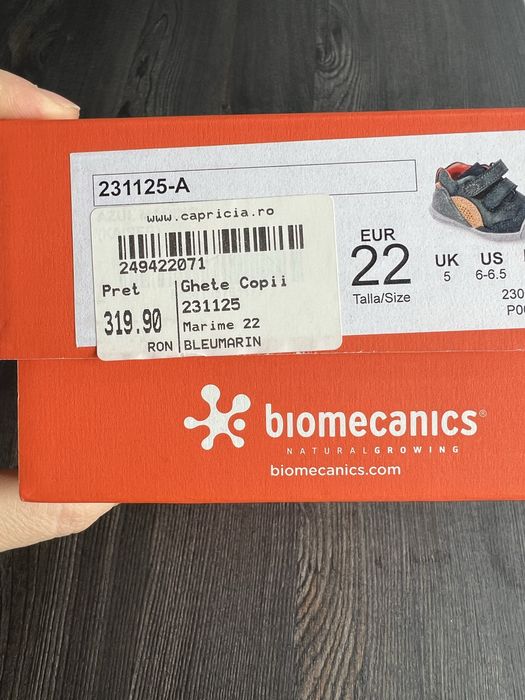 231125-A
www.capricia.ro
249422071
Pret
319.90
RON
Ghete Copii
231125
Marime 22
BLEUMARIN
EUR
22
Talla/Size
UK
5
US
6-6.5
230
biomecanics®
NATURALGROWING
biomecanics.com